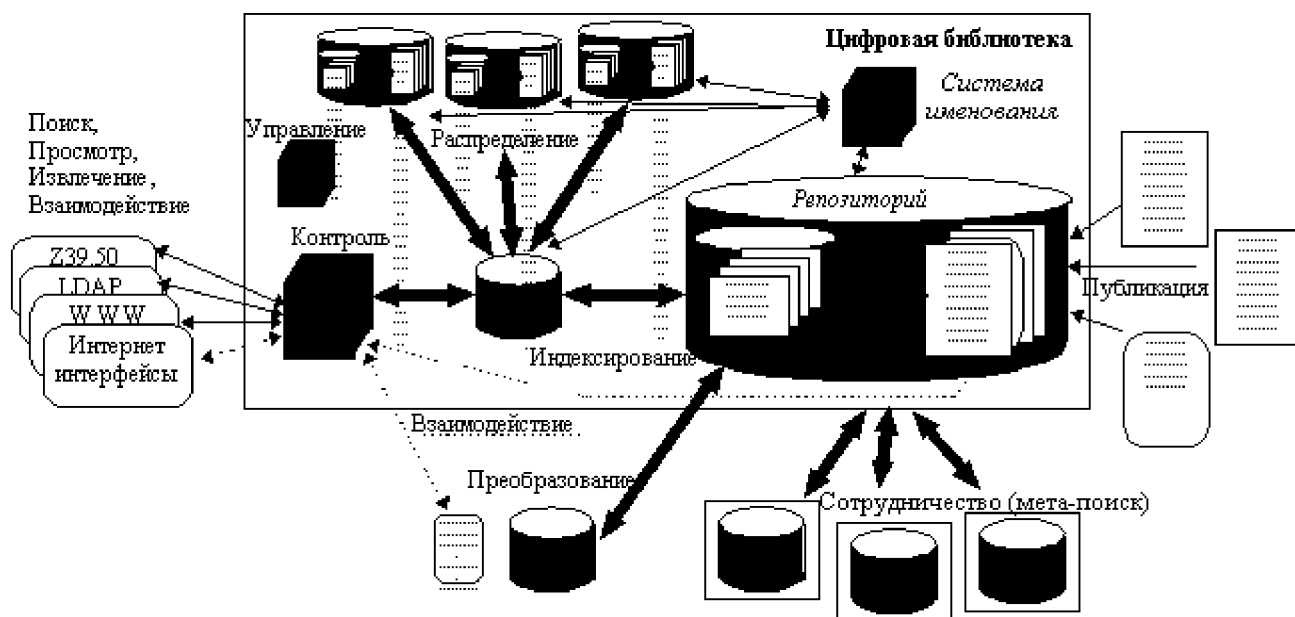 Цифровая библиотека
Система
именования
Управление
Распределение
Поиск,
Просмотр,
Извлечение,
Взаимодействие
Репозиторий
Контроль
Z39.50
LDAP
W W W
Интернет
интерфейсы
Публикация
Индексирование
Взаимодействие
Преобразование
Сотрудничество (мета-поиск)